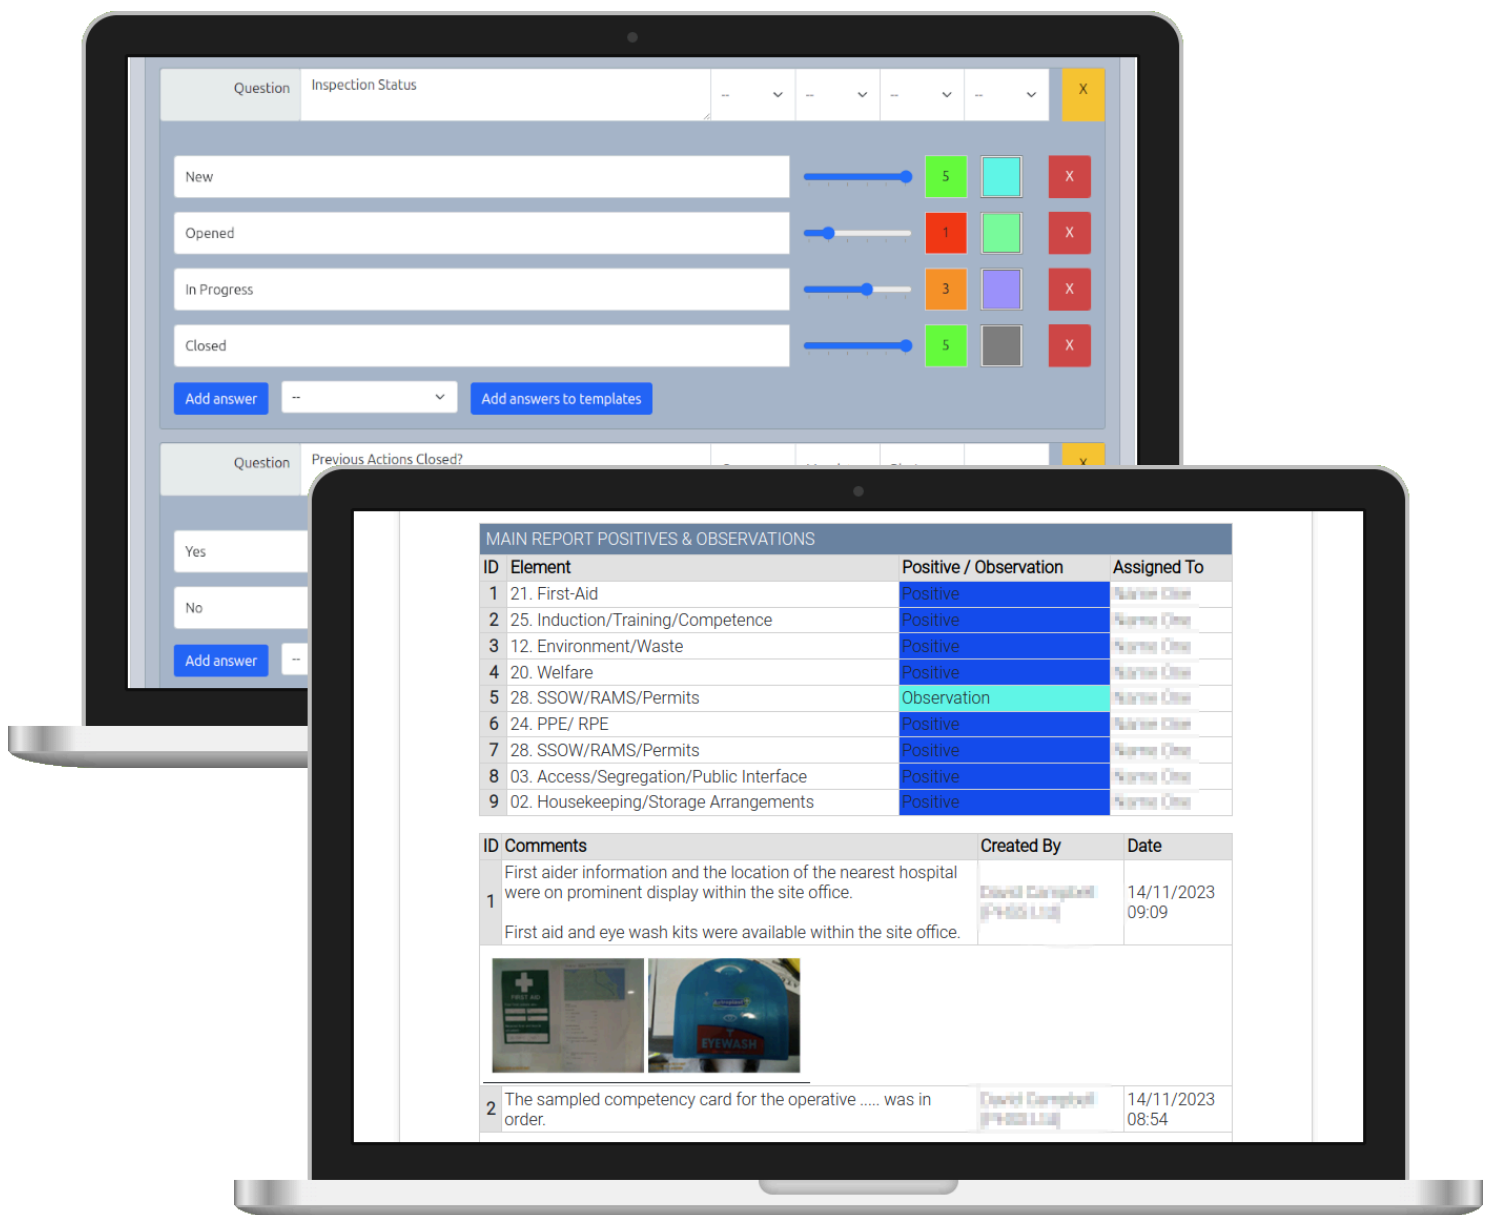 Question Inspection Status -- -- -- -- X
New 5 X
Opened 1 X
In Progress 3 X
Closed 5 X
Add answer -- Add answers to templates
Question Previous Actions Closed? X
Yes
No
Add answer --
MAIN REPORT POSITIVES & OBSERVATIONS
ID Element Positive / Observation Assigned To
1 21. First-Aid Positive
2 25. Induction/Training/Competence Positive
3 12. Environment/Waste Positive
4 20. Welfare Positive
5 28. SSOW/RAMS/Permits Observation
6 24. PPE/ RPE Positive
7 28. SSOW/RAMS/Permits Positive
8 03. Access/Segregation/Public Interface Positive
9 02. Housekeeping/Storage Arrangements Positive
ID Comments Created By Date
1 First aider information and the location of the nearest hospital
were on prominent display within the site office.
First aid and eye wash kits were available within the site office.
14/11/2023
09:09
FIRST AID
EYEWASH
2 The sampled competency card for the operative ..... was in
order.
14/11/2023
08:54